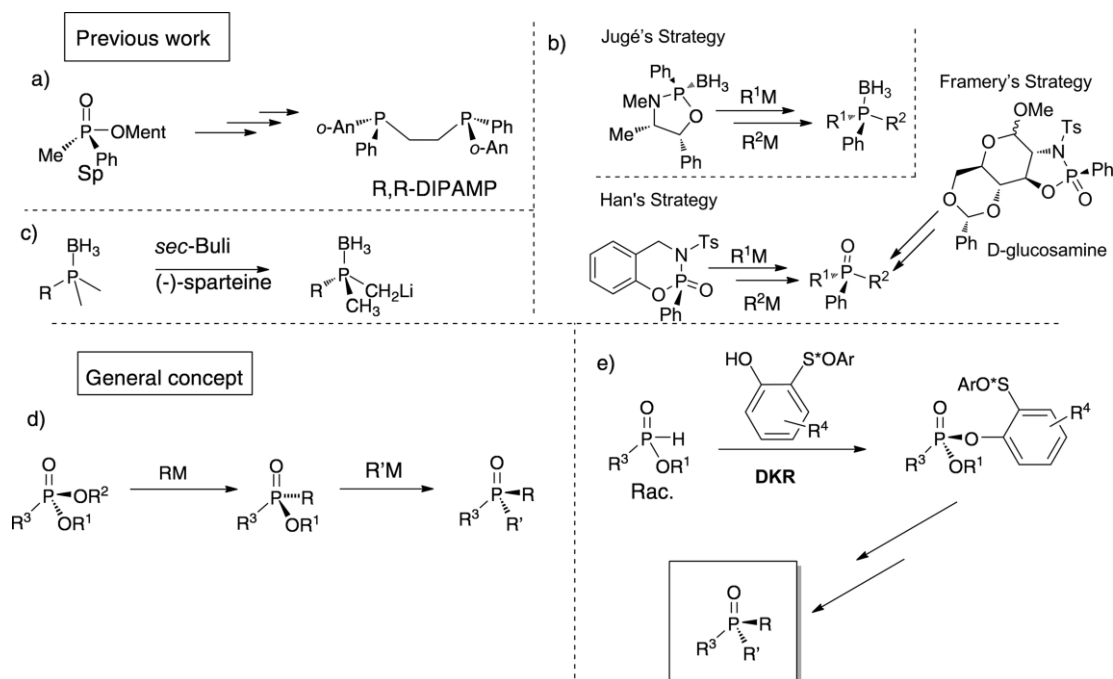 Previous work
a)
O
P
OMent
Me
Ph
Sp
o-An
P
Ph
P
Ph
o-An
R,R-DIPAMP
b)
Jugé's Strategy
Ph
BH3
P
MeN
O
Me
Ph
R1M
R2M
BH3
P
R1
R2
Ph
Framery's Strategy
OMe
O
Ts
N
Ph
P
O
O
O
O
Ph
D-glucosamine
Han's Strategy
Ts
N
P=O
O
Ph
R1M
R2M
O
P
R1
R2
Ph
c)
BH3
P
R
sec-Buli
(-)-sparteine
BH3
P
R
CH2Li
CH3
General concept
d)
O
P
OR2
R3
OR1
RM
O
P
R
R3
OR1
R'M
O
P
R
R3
R'
e)
O
P-H
R3
OR1
Rac.
HO
S*OAr
R4
DKR
ArO*S
R4
O
P
O
R3
OR1
O
P
R
R3
R'